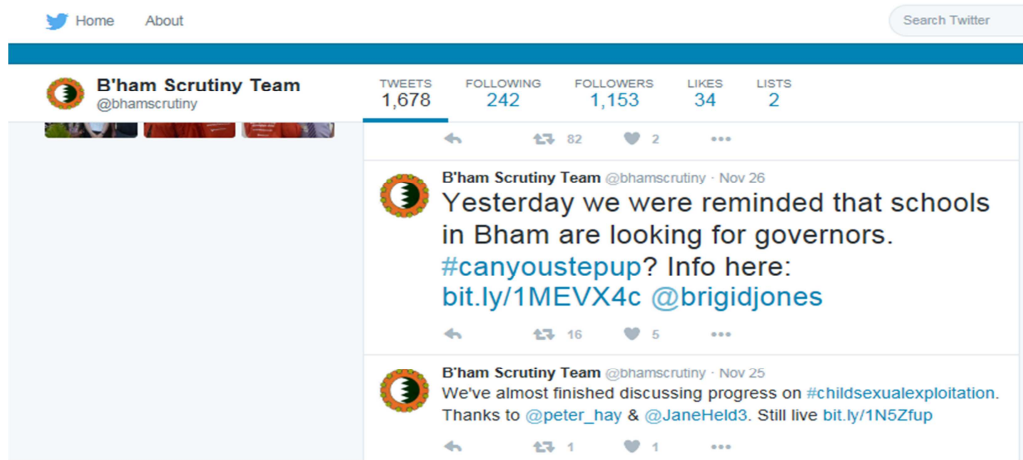 Home About Search Twitter
B'ham Scrutiny Team
@bhamscrutiny
TWEETS FOLLOWING FOLLOWERS LIKES LISTS
1,678 242 1,153 34 2
82 2
B'ham Scrutiny Team @bhamscrutiny · Nov 26
Yesterday we were reminded that schools
in Bham are looking for governors.
#canyoustepup? Info here:
bit.ly/1MEVX4c @brigidjones
16 5
B'ham Scrutiny Team @bhamscrutiny · Nov 25
We've almost finished discussing progress on #childsexualexploitation.
Thanks to @peter_hay & @JaneHeld3. Still live bit.ly/1N5Zfup
1 1